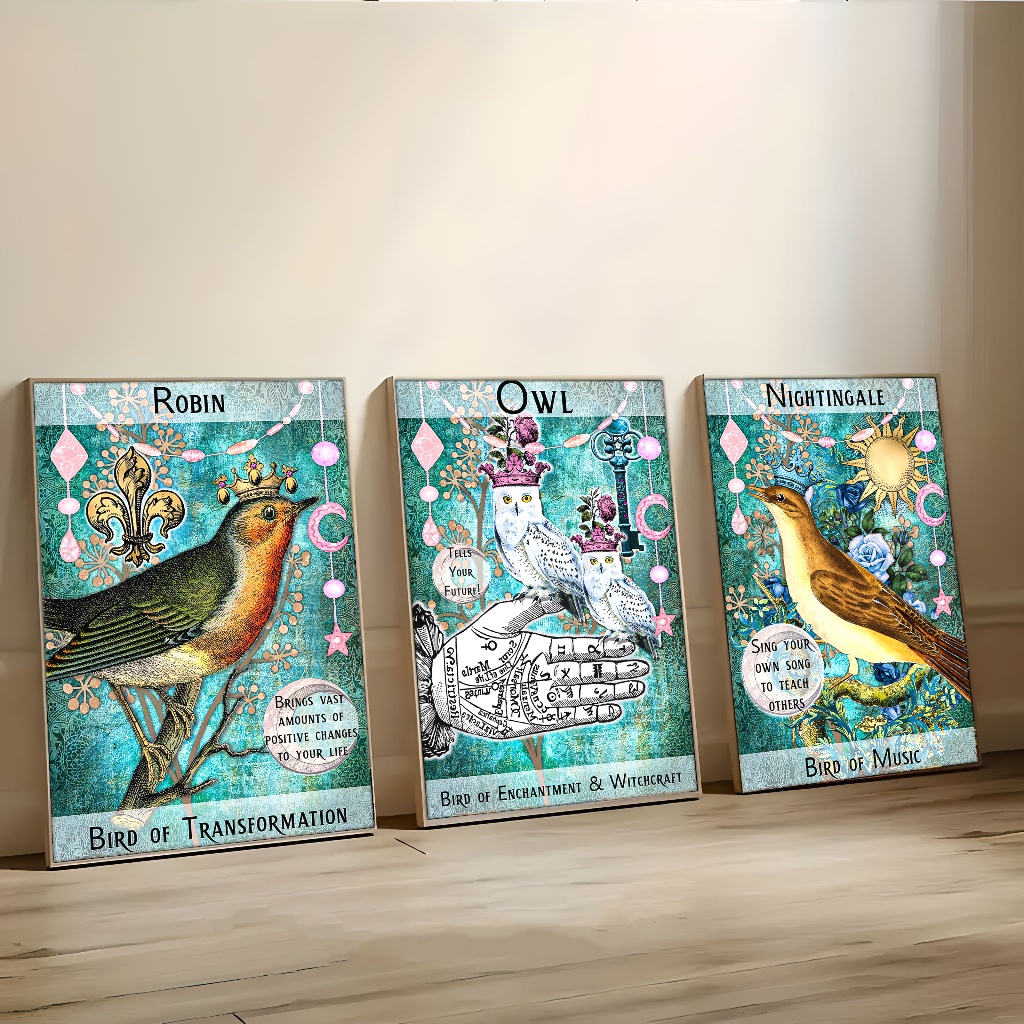 Robin
Brings vast
amounts of
positive changes
to your life
Bird of Transformation
Owl
Tells
Your
Future!
Bird of Enchantment & Witchcraft
Nightingale
Sing your
own song
to teach
others
Bird of Music